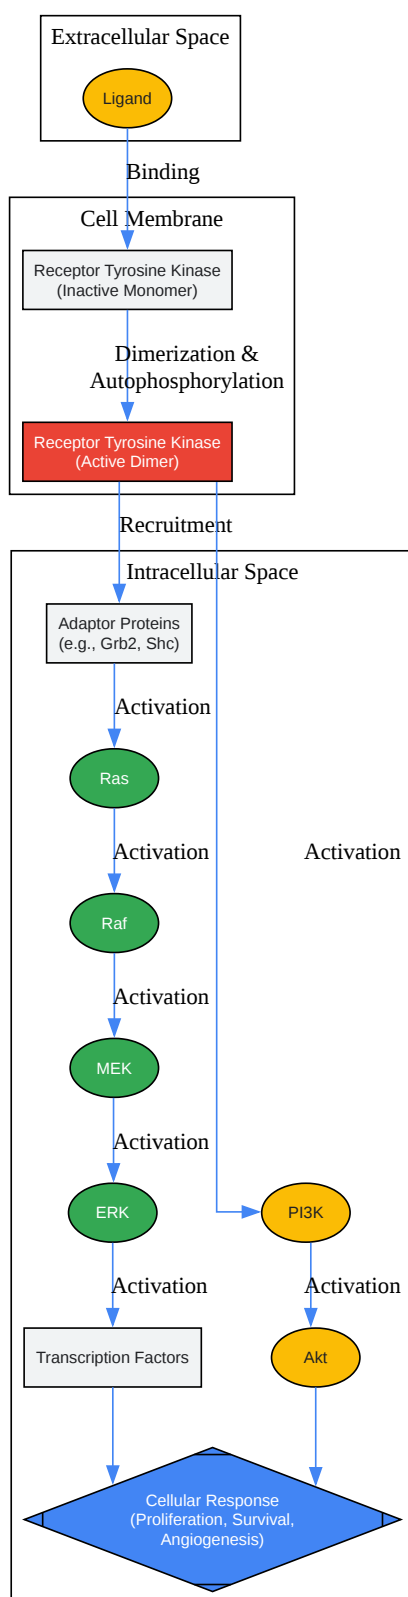 Extracellular Space
Ligand
Binding
Cell Membrane
Receptor Tyrosine Kinase
(Inactive Monomer)
Dimerization &
Autophosphorylation
Receptor Tyrosine Kinase
(Active Dimer)
Recruitment
Intracellular Space
Adaptor Proteins
(e.g., Grb2, Shc)
Activation
Ras
Activation
Activation
Raf
Activation
MEK
Activation
ERK
PI3K
Activation
Activation
Transcription Factors
Akt
Cellular Response
(Proliferation, Survival,
Angiogenesis)